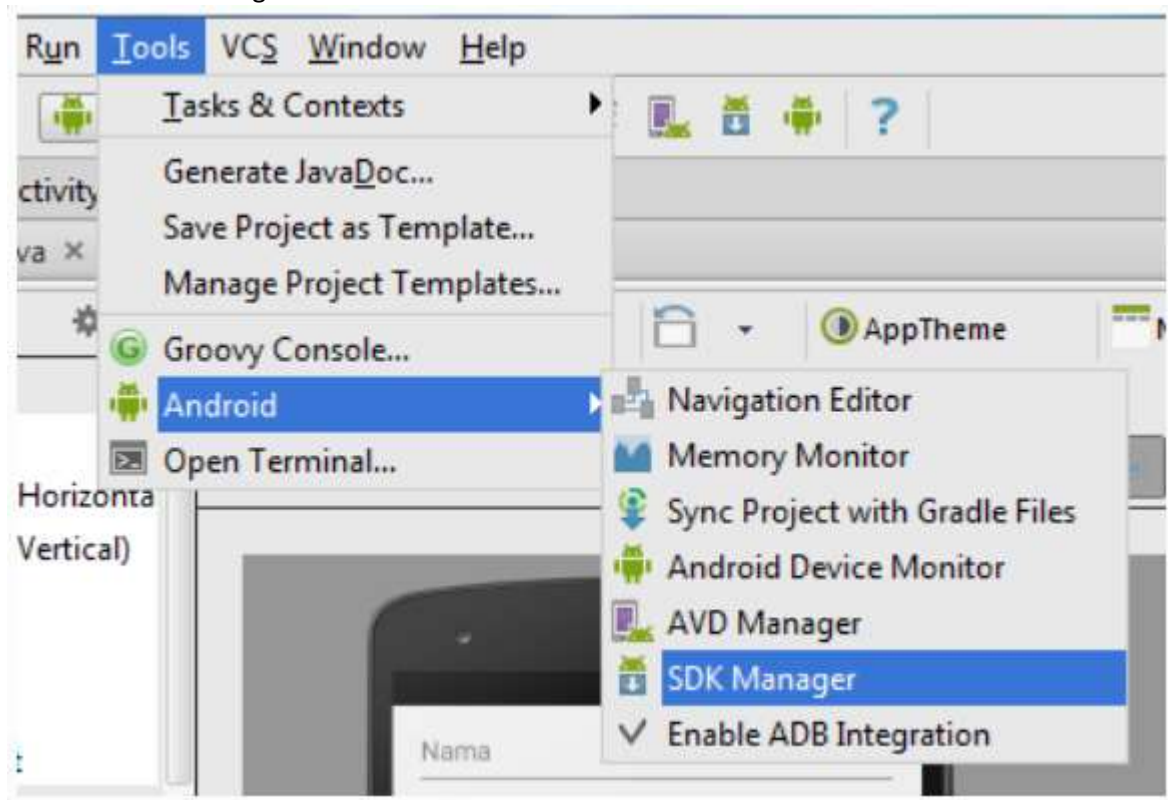 Run Tools VCS Window Help
Tasks & Contexts
?
ctivity
Generate JavaDoc...
Save Project as Template...
va ×
Manage Project Templates...
AppTheme
Groovy Console...
Android
Navigation Editor
Open Terminal...
Memory Monitor
Horizonta
Sync Project with Gradle Files
Vertical)
Android Device Monitor
AVD Manager
SDK Manager
Enable ADB Integration
Nama